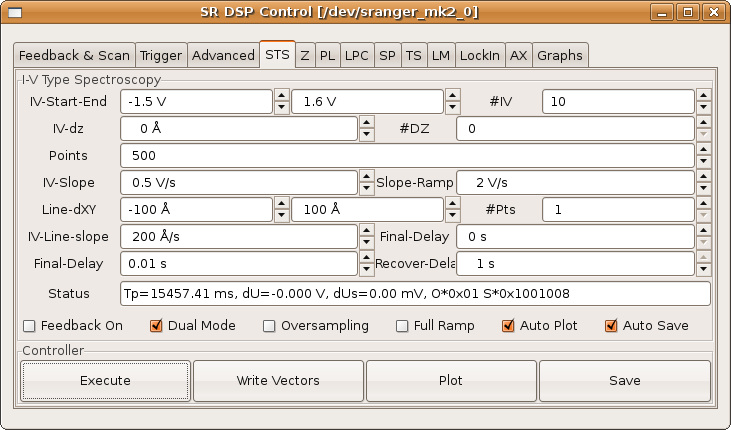 SR DSP Control [/dev/sranger_mk2_0]
Feedback & Scan Trigger Advanced STS Z PL LPC SP TS LM LockIn AX Graphs
I-V Type Spectroscopy
IV-Start-End -1.5 V 1.6 V #IV 10
IV-dz 0 Å #DZ 0
Points 500
IV-Slope 0.5 V/s Slope-Ramp 2 V/s
Line-dXY -100 Å 100 Å #Pts 1
IV-Line-slope 200 Å/s Final-Delay 0 s
Final-Delay 0.01 s Recover-Dela 1 s
Status Tp=15457.41 ms, dU=-0.000 V, dUs=0.00 mV, O*0x01 S*0x1001008
Feedback On Dual Mode Oversampling Full Ramp Auto Plot Auto Save
Controller
Execute Write Vectors Plot Save